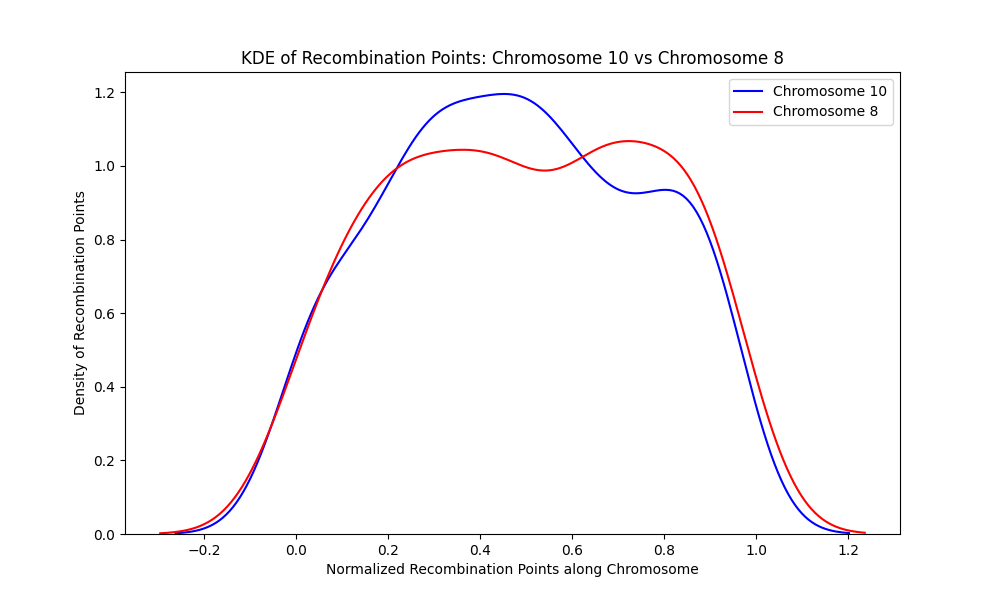 KDE of Recombination Points: Chromosome 10 vs Chromosome 8
Chromosome 10
Chromosome 8
Density of Recombination Points
1.2
1.0
0.8
0.6
0.4
0.2
0.0
−0.2 0.0 0.2 0.4 0.6 0.8 1.0 1.2
Normalized Recombination Points along Chromosome